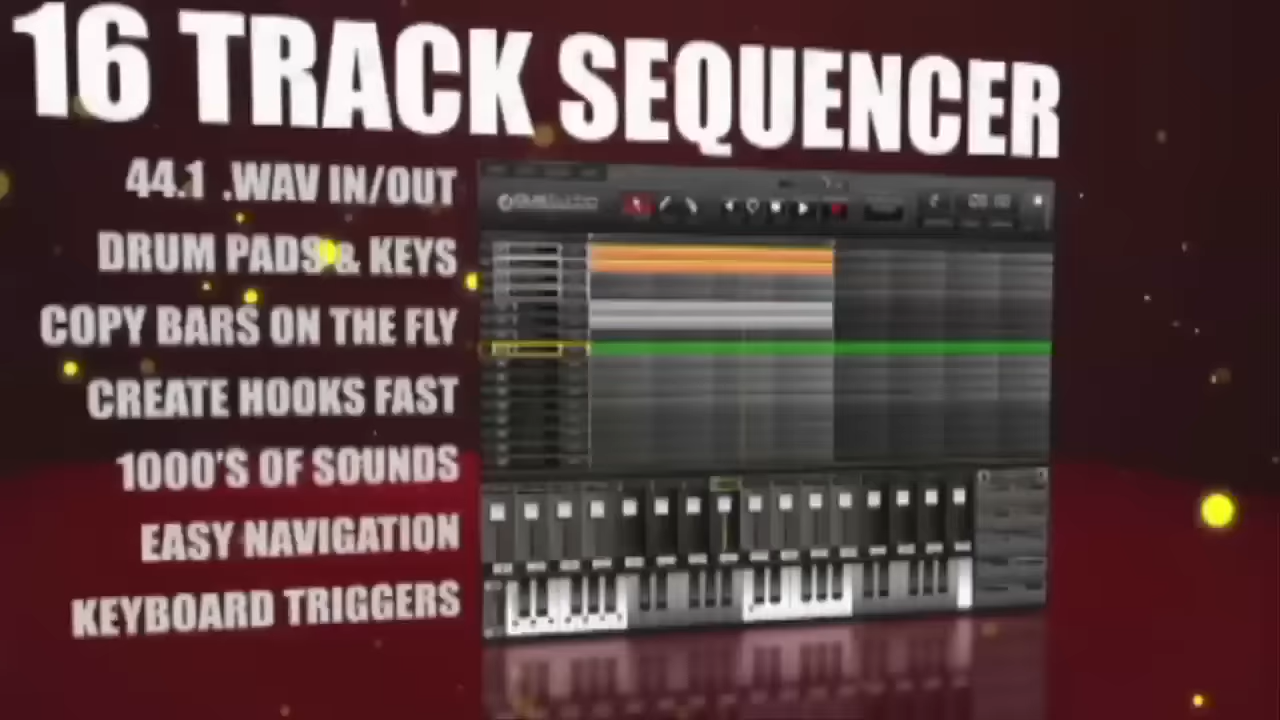 16 TRACK SEQUENCER
44.1 .WAV IN/OUT
DRUM PADS & KEYS
COPY BARS ON THE FLY
CREATE HOOKS FAST
1000'S OF SOUNDS
EASY NAVIGATION
KEYBOARD TRIGGERS